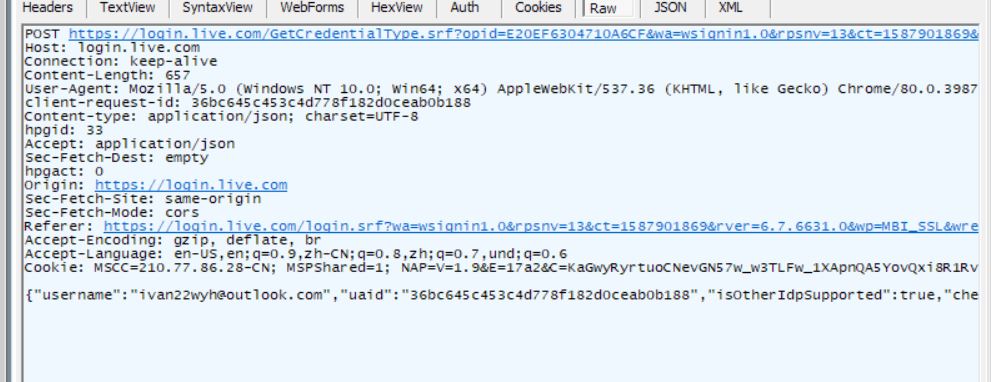 Headers TextView SyntaxView WebForms HexView Auth Cookies Raw JSON XML
POST https://login.live.com/GetCredentialType.srf?opid=E20EF6304710A6CF&wa=wsignin1.0&rpsnv=13&ct=1587901869&
Host: login.live.com
Connection: keep-alive
Content-Length: 657
User-Agent: Mozilla/5.0 (Windows NT 10.0; Win64; x64) AppleWebKit/537.36 (KHTML, like Gecko) Chrome/80.0.3987
client-request-id: 36bc645c453c4d778f182d0ceab0b188
Content-type: application/json; charset=UTF-8
hpgid: 33
Accept: application/json
Sec-Fetch-Dest: empty
hpgact: 0
Origin: https://login.live.com
Sec-Fetch-Site: same-origin
Sec-Fetch-Mode: cors
Referer: https://login.live.com/login.srf?wa=wsignin1.0&rpsnv=13&ct=1587901869&rver=6.7.6631.0&wp=MBI_SSL&wre
Accept-Encoding: gzip, deflate, br
Accept-Language: en-US,en;q=0.9,zh-CN;q=0.8,zh;q=0.7,und;q=0.6
Cookie: MSCC=210.77.86.28-CN; MSPShared=1; NAP=V=1.9&E=17a2&C=KaGwyRyrtuoCNevGN57w_w3TLFw_1XApnQA5YovQxi8R1Rv
{"username":"ivan22wyh@outlook.com","uaid":"36bc645c453c4d778f182d0ceab0b188","isOtherIdpSupported":true,"che